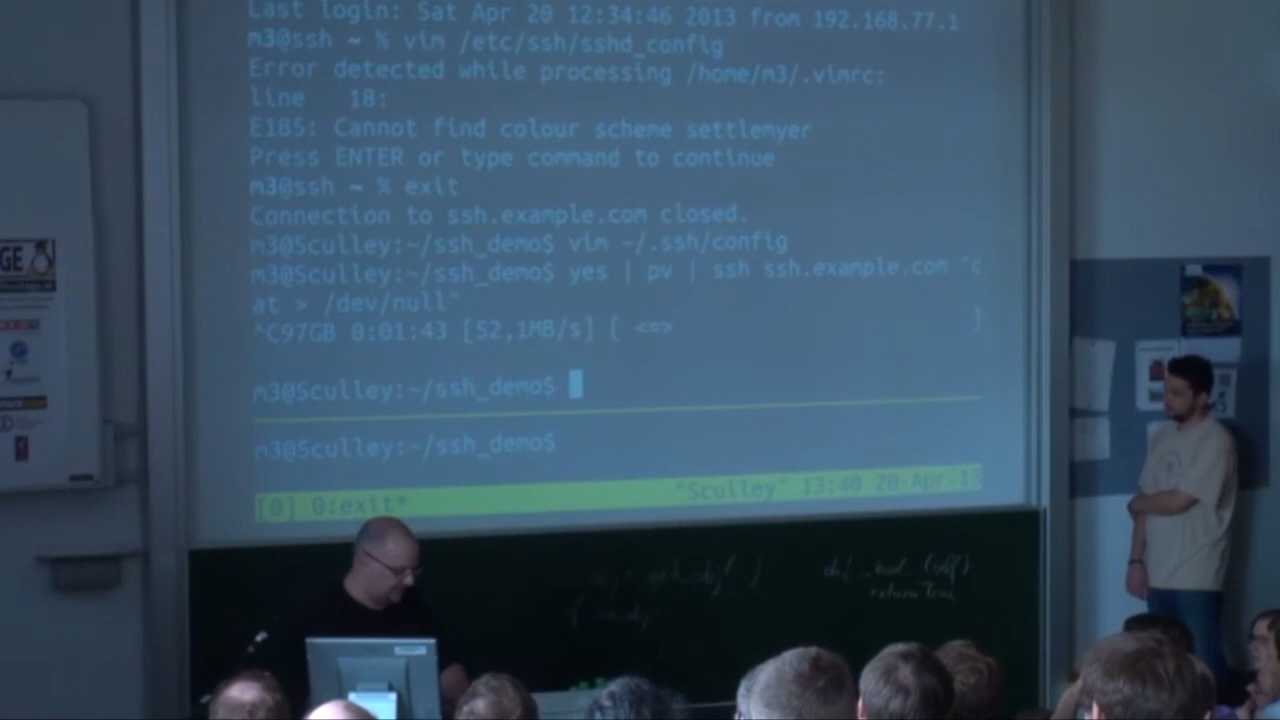 Last login: Sat Apr 20 12:34:46 2013 from 192.168.77.1
m3@ssh ~ % vim /etc/ssh/sshd_config
Error detected while processing /home/m3/.vimrc:
line   18:
E185: Cannot find colour scheme settlemyer
Press ENTER or type command to continue
m3@ssh ~ % exit
Connection to ssh.example.com closed.
m3@Sculley:~/ssh_demo$ vim ~/.ssh/config
m3@Sculley:~/ssh_demo$ yes | pv | ssh ssh.example.com "c
at > /dev/null"
^C97GB 0:01:43 [52,1MB/s] [ <=> ]
m3@Sculley:~/ssh_demo$
m3@Sculley:~/ssh_demo$
[0] 0:exit* "Sculley" 13:40 20-Apr-13
GE
return True